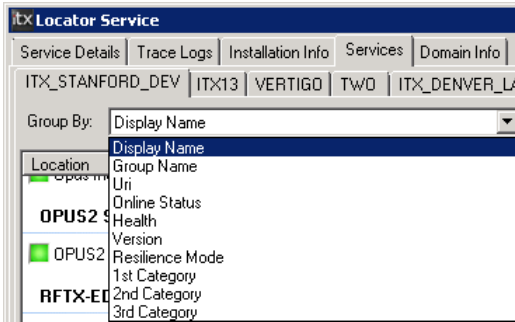 itx Locator Service
Service Details Trace Logs Installation Info Services Domain Info
ITX_STANFORD_DEV ITX13 VERTIGO TWO ITX_DENVER_LA
Group By: Display Name
Display Name
Location Group Name
Uri
Online Status
OPUS2 S Health
Version
OPUS2 Resilience Mode
1st Category
RFTX-ED 2nd Category
3rd Category